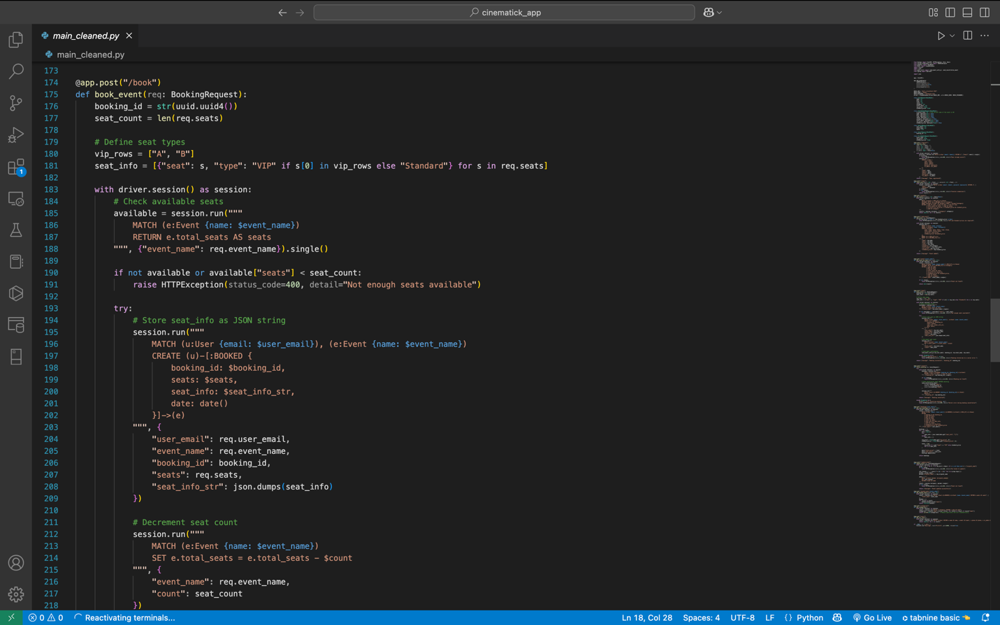 cinematick_app
main_cleaned.py
main_cleaned.py
173
174 @app.post("/book")
175 def book_event(req: BookingRequest):
176 booking_id = str(uuid.uuid4())
177 seat_count = len(req.seats)
178
179 # Define seat types
180 vip_rows = ["A", "B"]
181 seat_info = [{"seat": s, "type": "VIP" if s[0] in vip_rows else "Standard"} for s in req.seats]
182
183 with driver.session() as session:
184 # Check available seats
185 available = session.run("""
186 MATCH (e:Event {name: $event_name})
187 RETURN e.total_seats AS seats
188 """, {"event_name": req.event_name}).single()
189
190 if not available or available["seats"] < seat_count:
191 raise HTTPException(status_code=400, detail="Not enough seats available")
192
193 try:
194 # Store seat_info as JSON string
195 session.run("""
196 MATCH (u:User {email: $user_email}), (e:Event {name: $event_name})
197 CREATE (u)-[:BOOKED {
198 booking_id: $booking_id,
199 seats: $seats,
200 seat_info: $seat_info_str,
201 date: date()
202 }]->(e)
203 """, {
204 "user_email": req.user_email,
205 "event_name": req.event_name,
206 "booking_id": booking_id,
207 "seats": req.seats,
208 "seat_info_str": json.dumps(seat_info)
209 })
210
211 # Decrement seat count
212 session.run("""
213 MATCH (e:Event {name: $event_name})
214 SET e.total_seats = e.total_seats - $count
215 """, {
216 "event_name": req.event_name,
217 "count": seat_count
218 })
1
0 0 Reactivating terminals... Ln 18, Col 28 Spaces: 4 UTF-8 LF {} Python Go Live tabnine basic